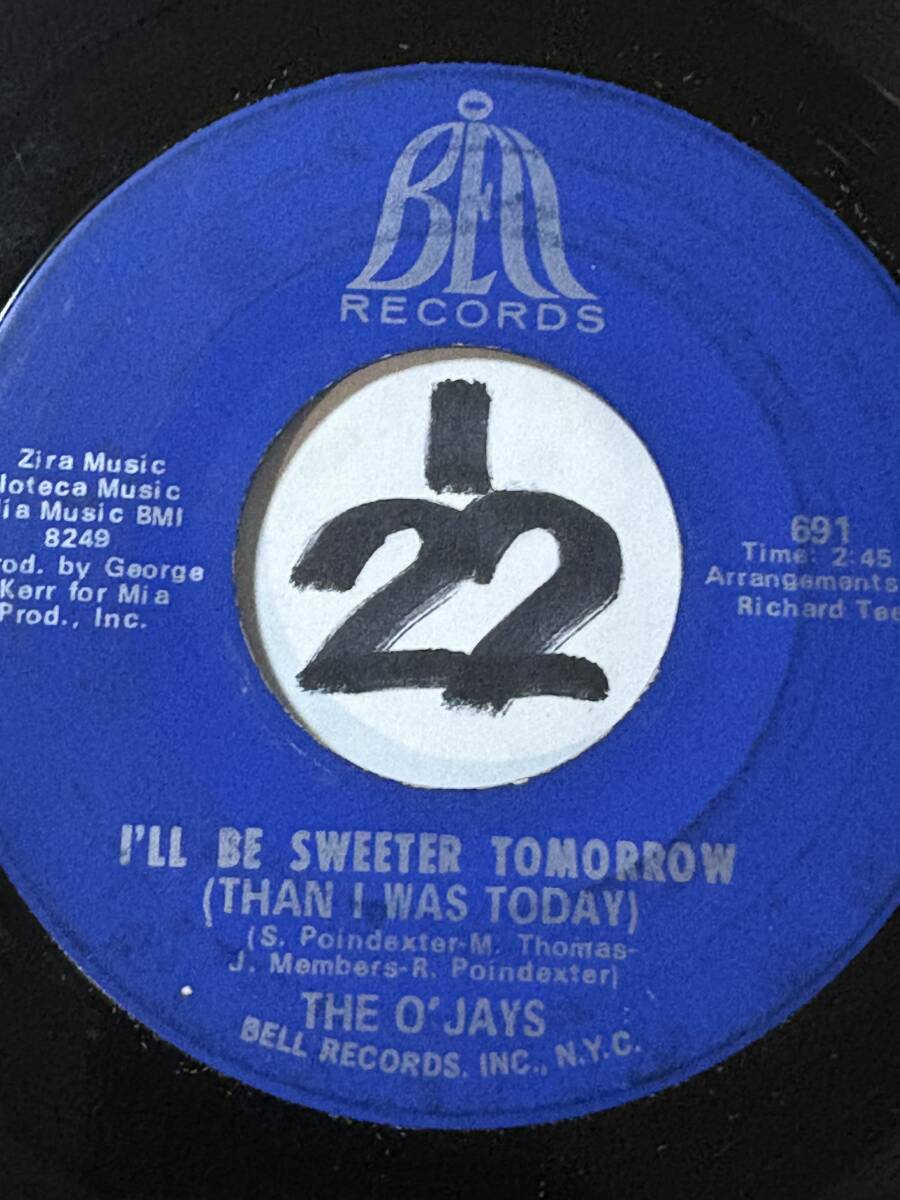 BELL
RECORDS
Zira Music
loteca Music
ia Music BMI
8249
rod. by George
Kerr for Mia
Prod., Inc.
1
22
691
Time: 2:45
Arrangements
Richard Tee
I'LL BE SWEETER TOMORROW
(THAN I WAS TODAY)
(S. Poindexter-M. Thomas-
J. Members-R. Poindexter)
THE O'JAYS
BELL RECORDS, INC., N.Y.C.